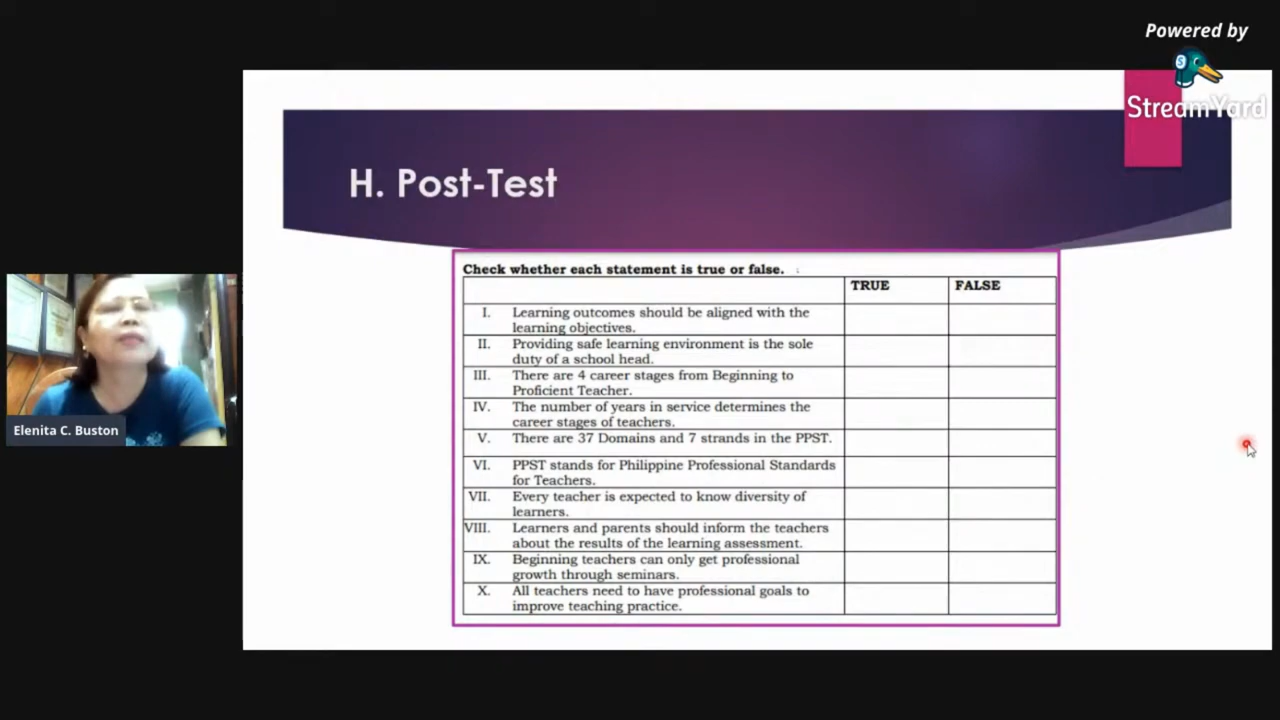 Powered by
StreamYard
H. Post-Test
Check whether each statement is true or false.
TRUE FALSE
I. Learning outcomes should be aligned with the
learning objectives.
II. Providing safe learning environment is the sole
duty of a school head.
III. There are 4 career stages from Beginning to
Proficient Teacher.
IV. The number of years in service determines the
career stages of teachers.
V. There are 37 Domains and 7 strands in the PPST.
VI. PPST stands for Philippine Professional Standards
for Teachers.
VII. Every teacher is expected to know diversity of
learners.
VIII. Learners and parents should inform the teachers
about the results of the learning assessment.
IX. Beginning teachers can only get professional
growth through seminars.
X. All teachers need to have professional goals to
improve teaching practice.
Elenita C. Buston